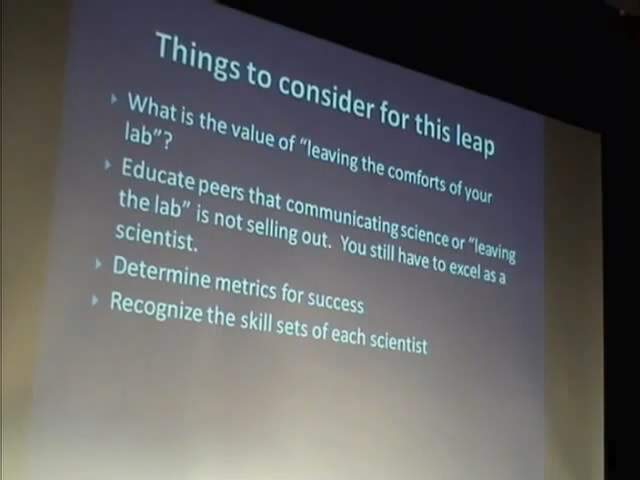 Things to consider for this leap
What is the value of "leaving the comforts of your
lab"?
Educate peers that communicating science or "leaving
the lab" is not selling out. You still have to excel as a
scientist.
Determine metrics for success
Recognize the skill sets of each scientist